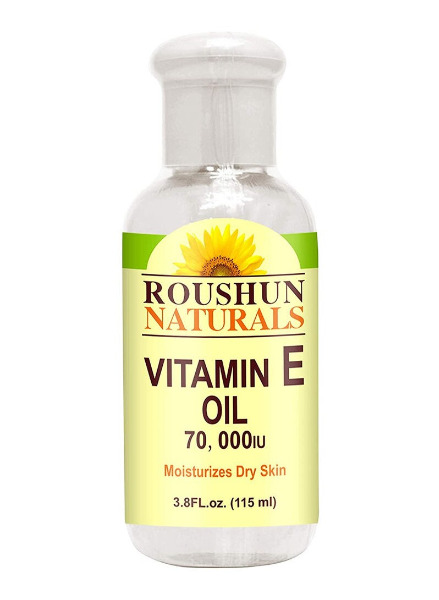 ROUSHUN
NATURALS
VITAMIN E
OIL
70, 000IU
Moisturizes Dry Skin
3.8FL.oz. (115 ml)